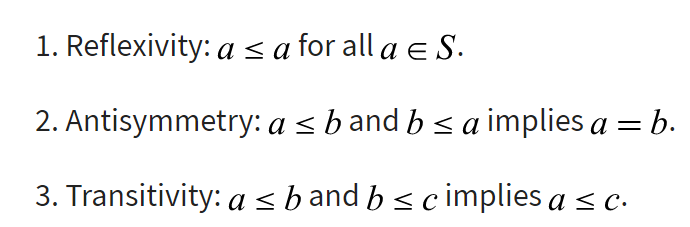 1. Reflexivity: a ≤ a for all a ∈ S.
2. Antisymmetry: a ≤ b and b ≤ a implies a = b.
3. Transitivity: a ≤ b and b ≤ c implies a ≤ c.